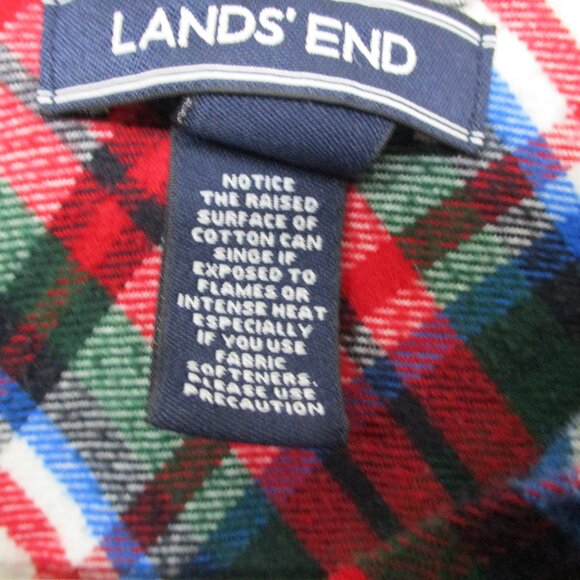 LANDS' END
NOTICE
THE RAISED
SURFACE OF
COTTON CAN
SINGE IF
EXPOSED TO
FLAMES OR
INTENSE HEAT
ESPECIALLY
IF YOU USE
FABRIC
SOFTENERS.
PLEASE USE
PRECAUTION